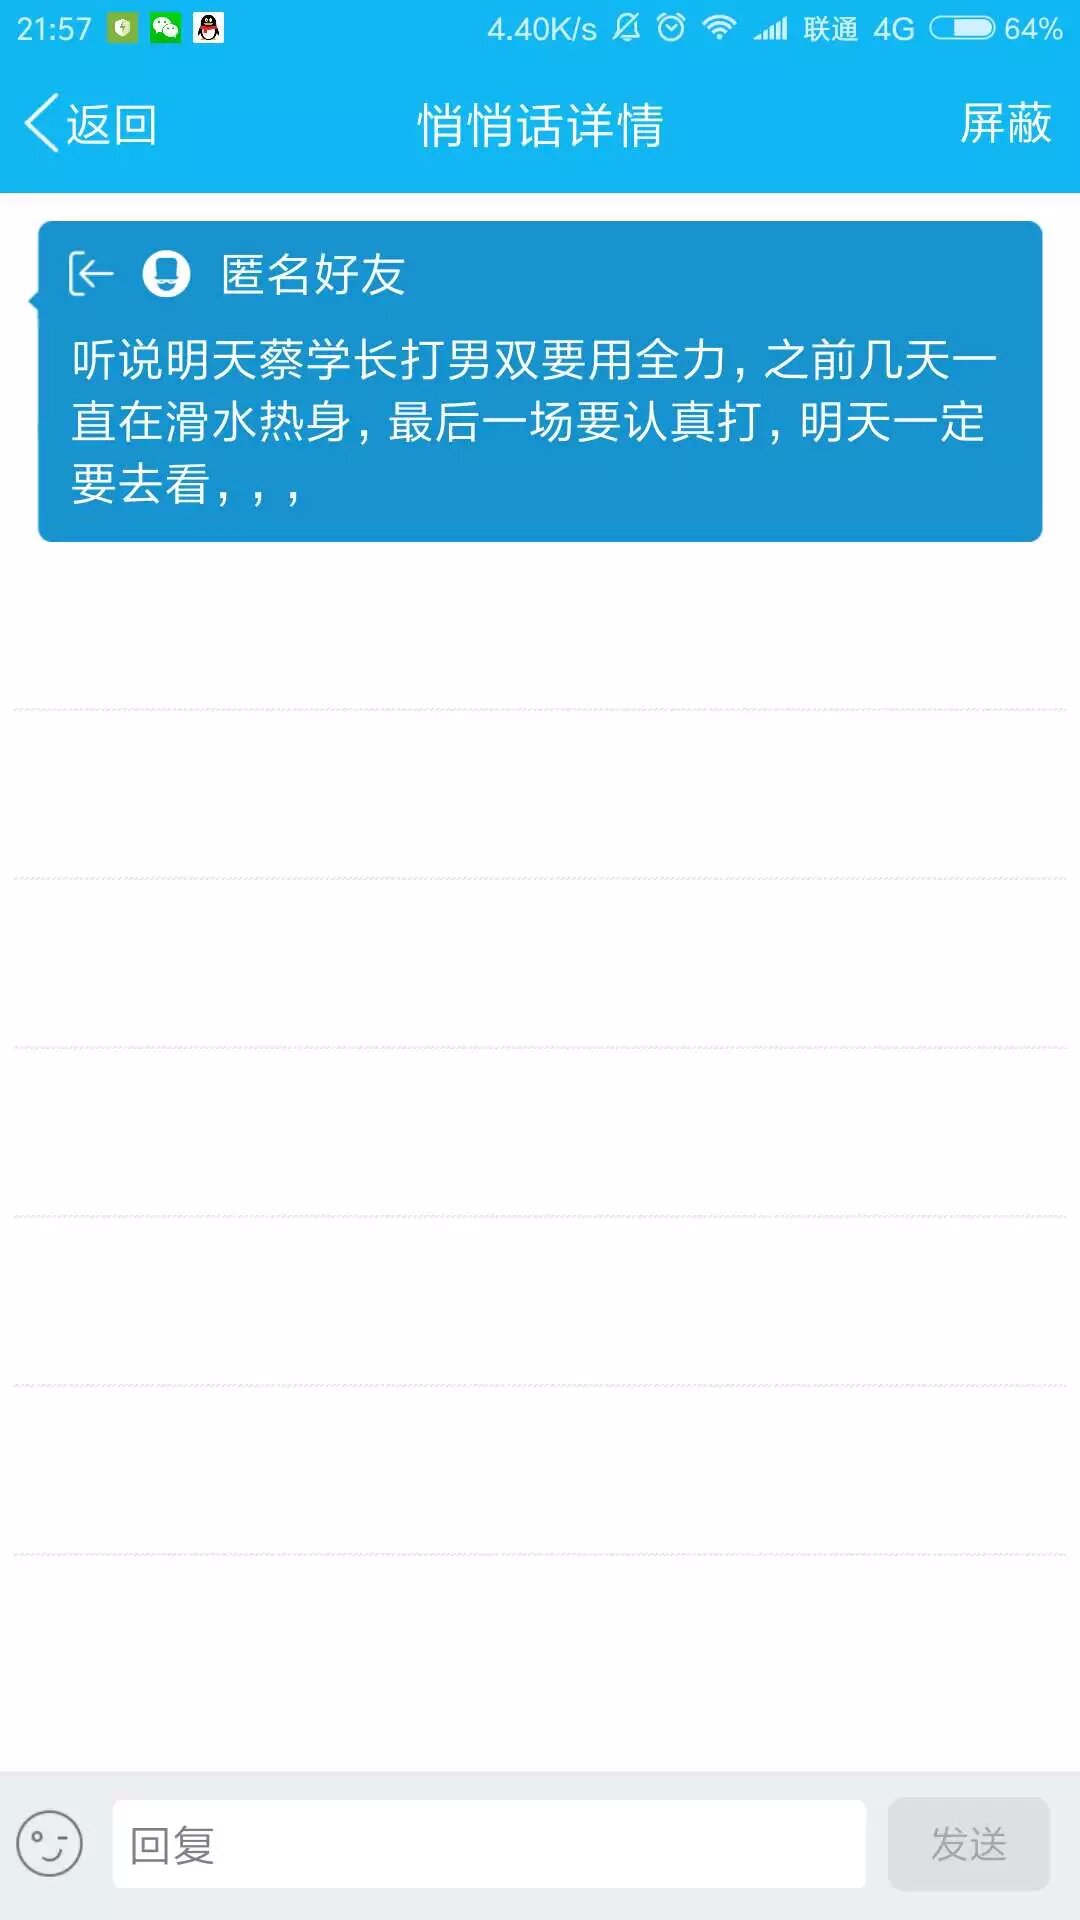 21:57 4.40K/s 联通 4G 64%
返回 悄悄话详情 屏蔽
匿名好友
听说明天蔡学长打男双要用全力，之前几天一
直在滑水热身，最后一场要认真打，明天一定
要去看，，，
回复 发送